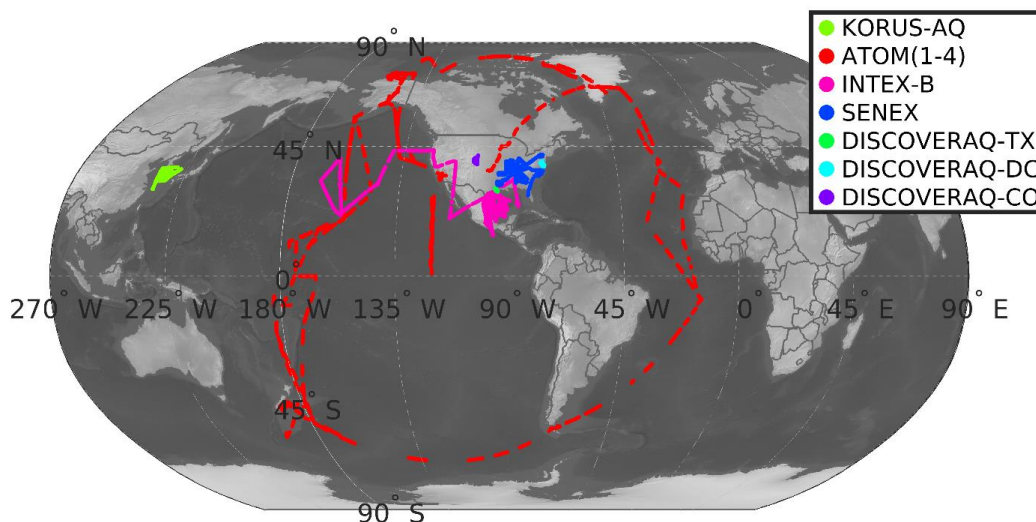 90° N
KORUS-AQ
ATOM(1-4)
INTEX-B
SENEX
DISCOVERAQ-TX
DISCOVERAQ-DC
DISCOVERAQ-CO
45° N
0°
270° W 225° W 180° W 135° W 90° W 45° W 0° 45° E 90° E
45° S
90° S